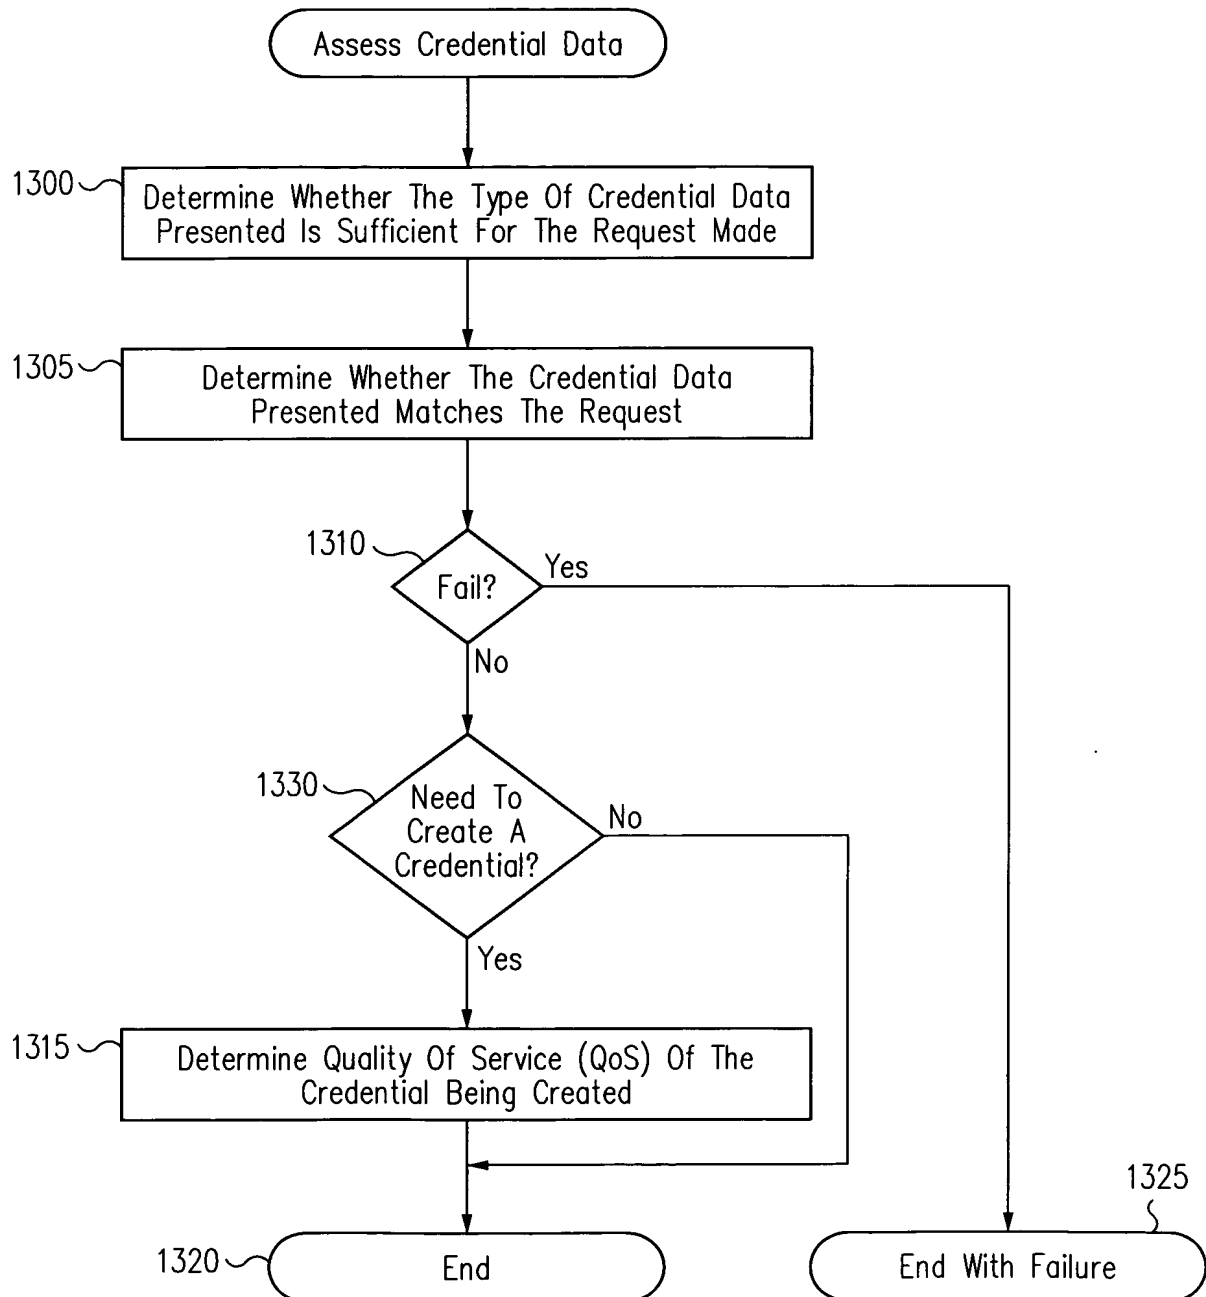 Assess Credential Data
1300
Determine Whether The Type Of Credential Data
Presented Is Sufficient For The Request Made
1305
Determine Whether The Credential Data
Presented Matches The Request
1310
Fail?
Yes
No
1330
Need To
Create A
Credential?
No
Yes
1315
Determine Quality Of Service (QoS) Of The
Credential Being Created
1320
End
1325
End With Failure